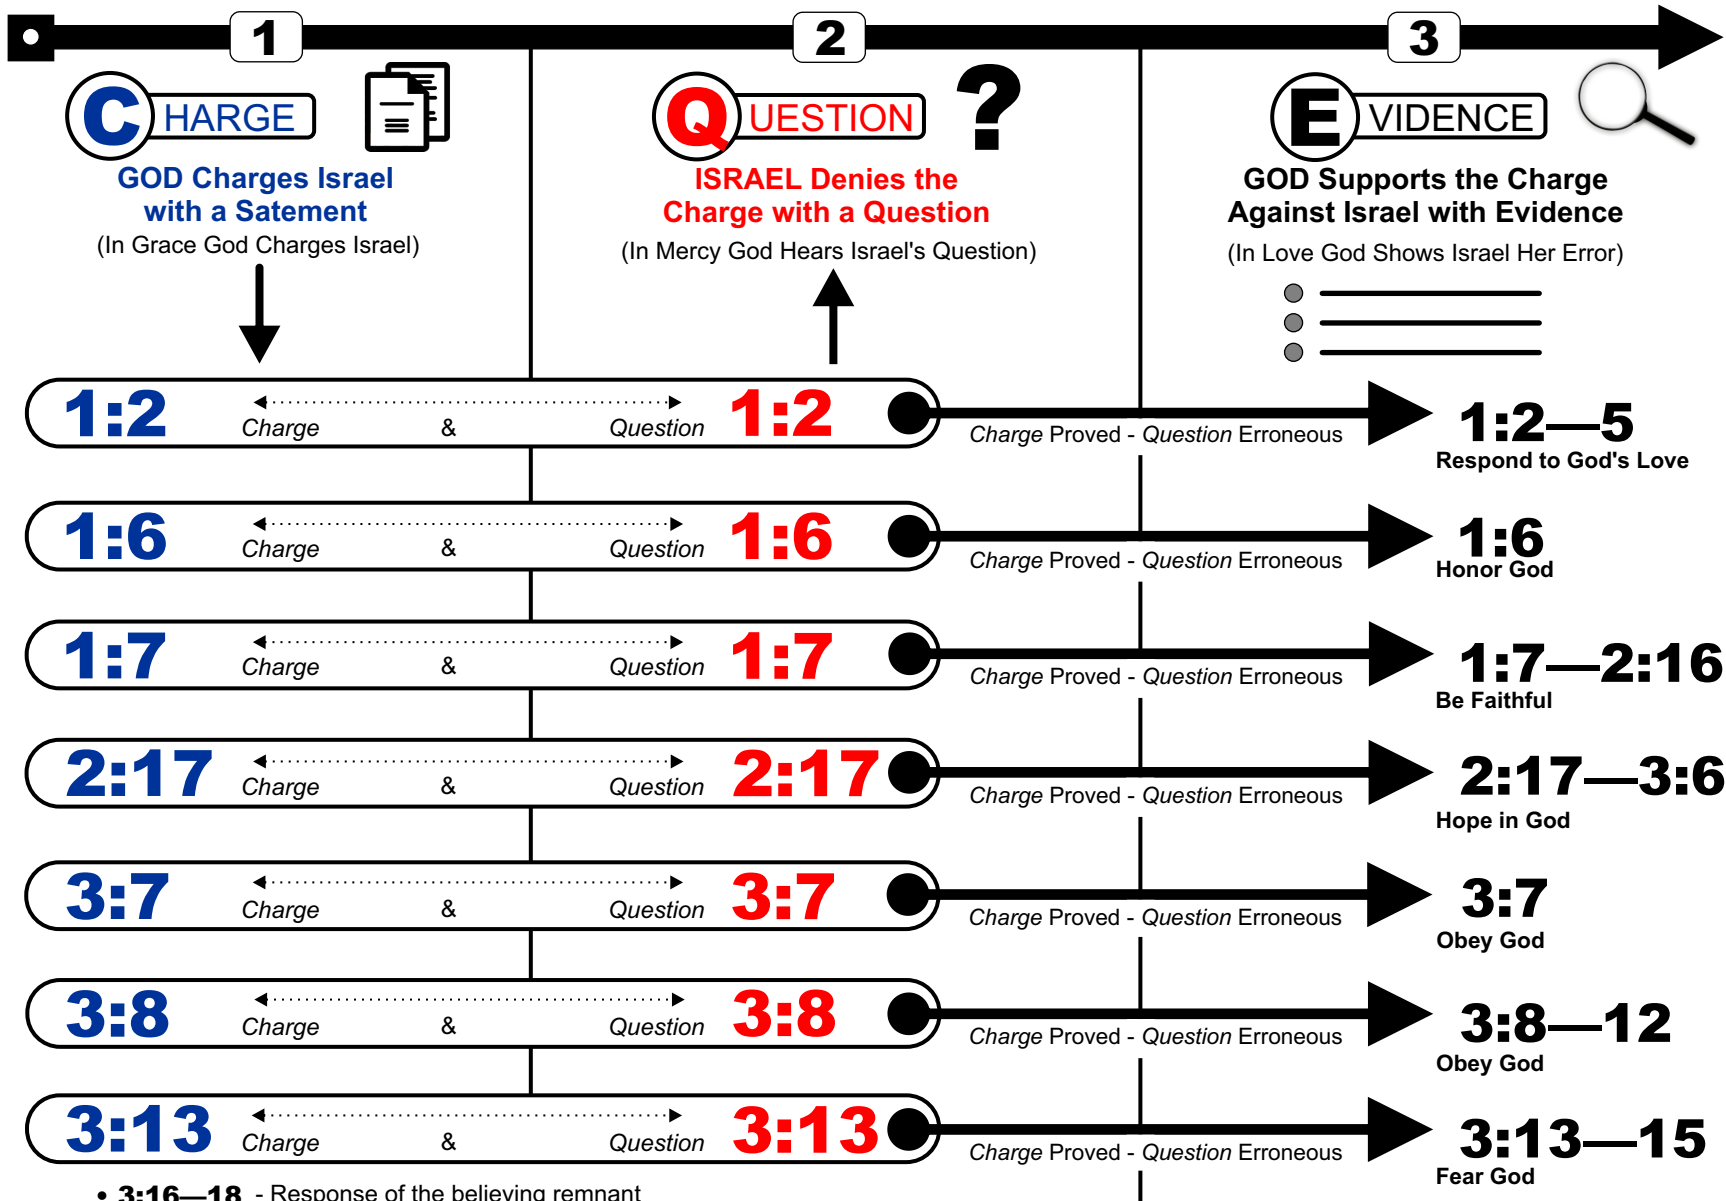 1 2 3
CHARGE
GOD Charges Israel
with a Satement
(In Grace God Charges Israel)
QUESTION ?
ISRAEL Denies the
Charge with a Question
(In Mercy God Hears Israel's Question)
EVIDENCE
GOD Supports the Charge
Against Israel with Evidence
(In Love God Shows Israel Her Error)
1:2 Charge & Question 1:2 Charge Proved - Question Erroneous 1:2—5
Respond to God's Love
1:6 Charge & Question 1:6 Charge Proved - Question Erroneous 1:6
Honor God
1:7 Charge & Question 1:7 Charge Proved - Question Erroneous 1:7—2:16
Be Faithful
2:17 Charge & Question 2:17 Charge Proved - Question Erroneous 2:17—3:6
Hope in God
3:7 Charge & Question 3:7 Charge Proved - Question Erroneous 3:7
Obey God
3:8 Charge & Question 3:8 Charge Proved - Question Erroneous 3:8—12
Obey God
3:13 Charge & Question 3:13 Charge Proved - Question Erroneous 3:13—15
Fear God
• 3:16—18 - Response of the believing remnant